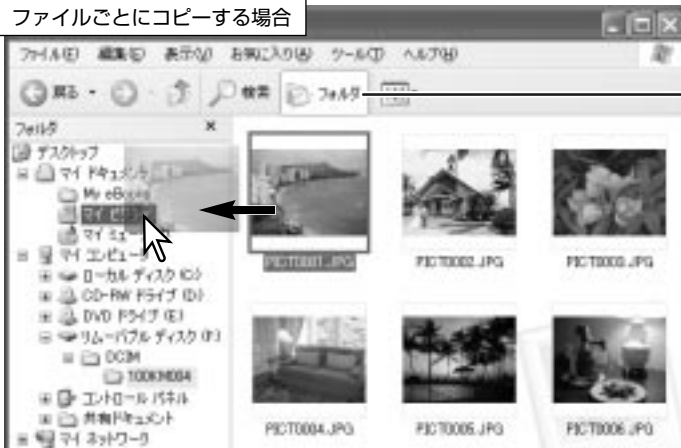 ファイルごとにコピーする場合
ファイル(F) 編集(E) 表示(V) お気に入り(A) ツール(T) ヘルプ(H)
戻る 検索 フォルダ
フォルダ ×
デスクトップ
マイ ドキュメント
My eBooks
マイ
マイ
マイ コンピュータ
ローカル ディスク (C:)
CD-RW ドライブ (D:)
DVD ドライブ (E:)
リムーバブル ディスク (F:)
DCIM
100KM004
コントロール パネル
共有ドキュメント
マイ ネットワーク
PICT0001.JPG PICT0002.JPG PICT0003.JPG
PICT0004.JPG PICT0005.JPG PICT0006.JPG